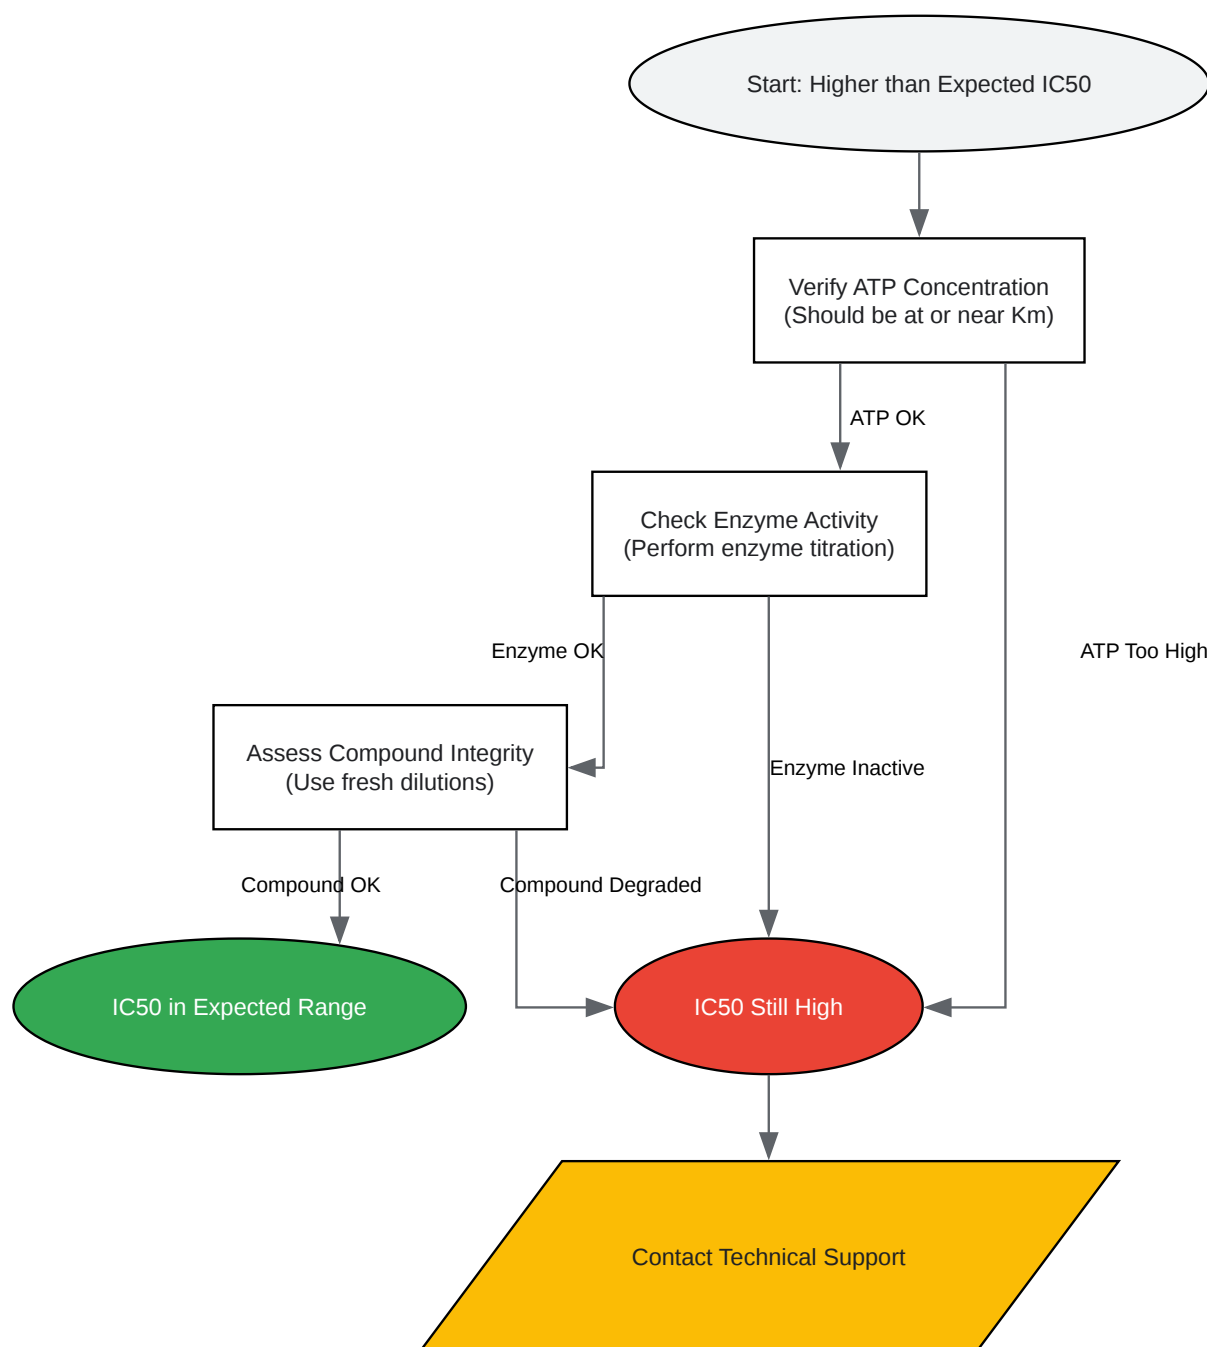 Start: Higher than Expected IC50
Verify ATP Concentration
(Should be at or near Km)
ATP OK
Check Enzyme Activity
(Perform enzyme titration)
Enzyme OK
ATP Too High
Assess Compound Integrity
(Use fresh dilutions)
Enzyme Inactive
Compound OK
Compound Degraded
IC50 in Expected Range
IC50 Still High
Contact Technical Support